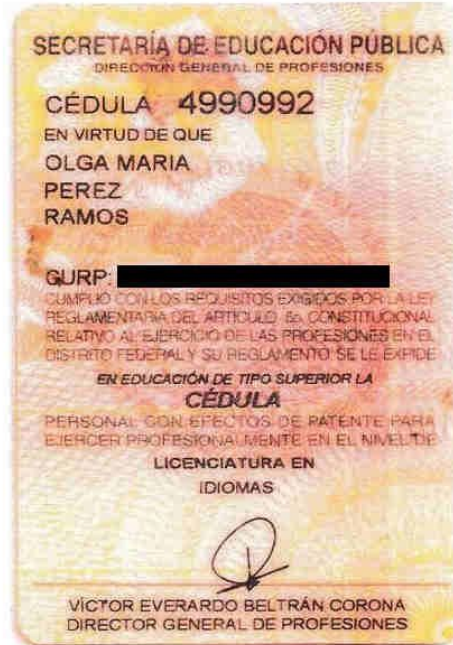 SECRETARÍA DE EDUCACIÓN PÚBLICA
DIRECCIÓN GENERAL DE PROFESIONES
CÉDULA 4990992
EN VIRTUD DE QUE
OLGA MARIA
PEREZ
RAMOS
CURP:
CUMPLIO CON LOS REQUISITOS EXIGIDOS POR LA LEY
REGLAMENTARIA DEL ARTÍCULO 5o. CONSTITUCIONAL
RELATIVO AL EJERCICIO DE LAS PROFESIONES EN EL
DISTRITO FEDERAL Y SU REGLAMENTO SE LE EXPIDE
EN EDUCACIÓN DE TIPO SUPERIOR LA
CÉDULA
PERSONAL CON EFECTOS DE PATENTE PARA
EJERCER PROFESIONALMENTE EN EL NIVEL DE
LICENCIATURA EN
IDIOMAS
VÍCTOR EVERARDO BELTRÁN CORONA
DIRECTOR GENERAL DE PROFESIONES